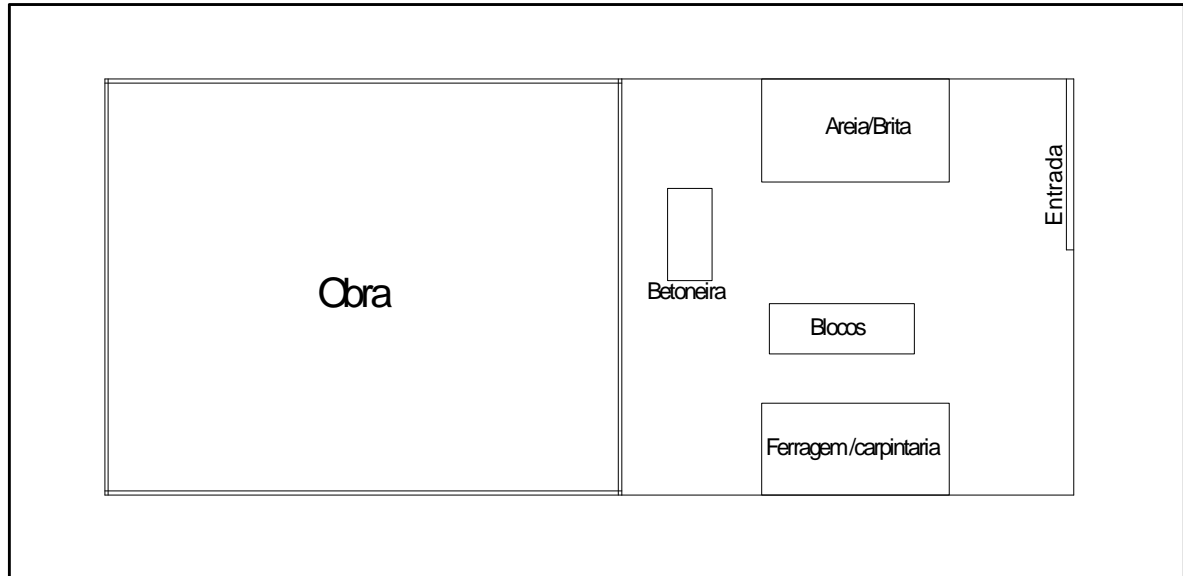 Areia/Brita
Entrada
Obra
Betoneira
Blocos
Ferragem/carpintaria